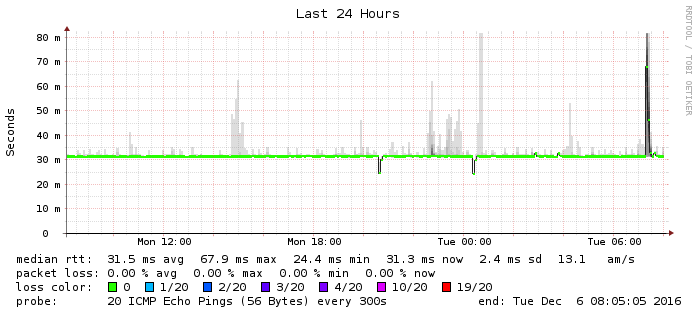 Last 24 Hours
RRDTOOL / TOBI OETIKER
Seconds
80 m
70 m
60 m
50 m
40 m
30 m
20 m
10 m
0
Mon 12:00 Mon 18:00 Tue 00:00 Tue 06:00
median rtt: 31.5 ms avg 67.9 ms max 24.4 ms min 31.3 ms now 2.4 ms sd 13.1 am/s
packet loss: 0.00 % avg 0.00 % max 0.00 % min 0.00 % now
loss color: 0 1/20 2/20 3/20 4/20 10/20 19/20
probe: 20 ICMP Echo Pings (56 Bytes) every 300s end: Tue Dec 6 08:05:05 2016